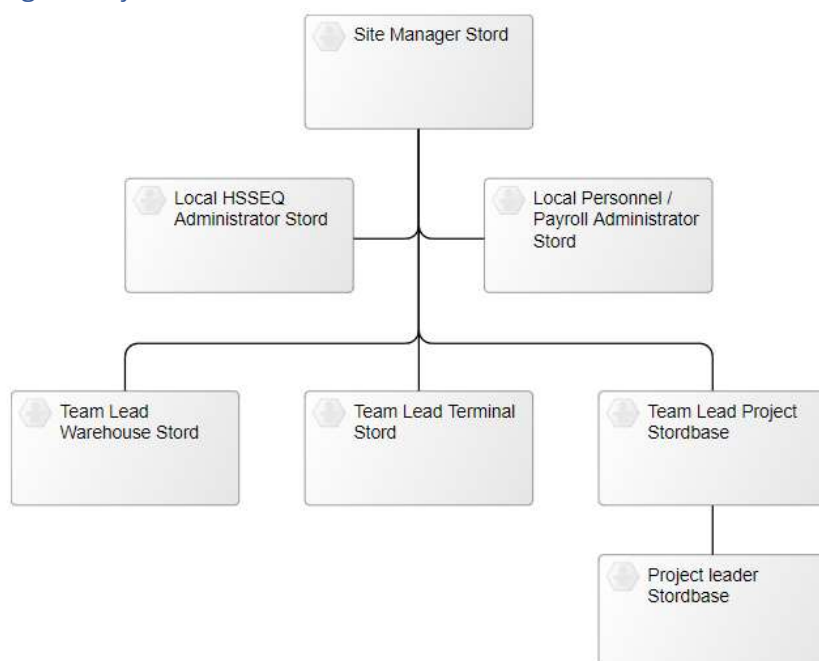 Site Manager Stord
Local HSSEQ
Administrator Stord
Local Personnel /
Payroll Administrator
Stord
Team Lead
Warehouse Stord
Team Lead Terminal
Stord
Team Lead Project
Stordbase
Project leader
Stordbase